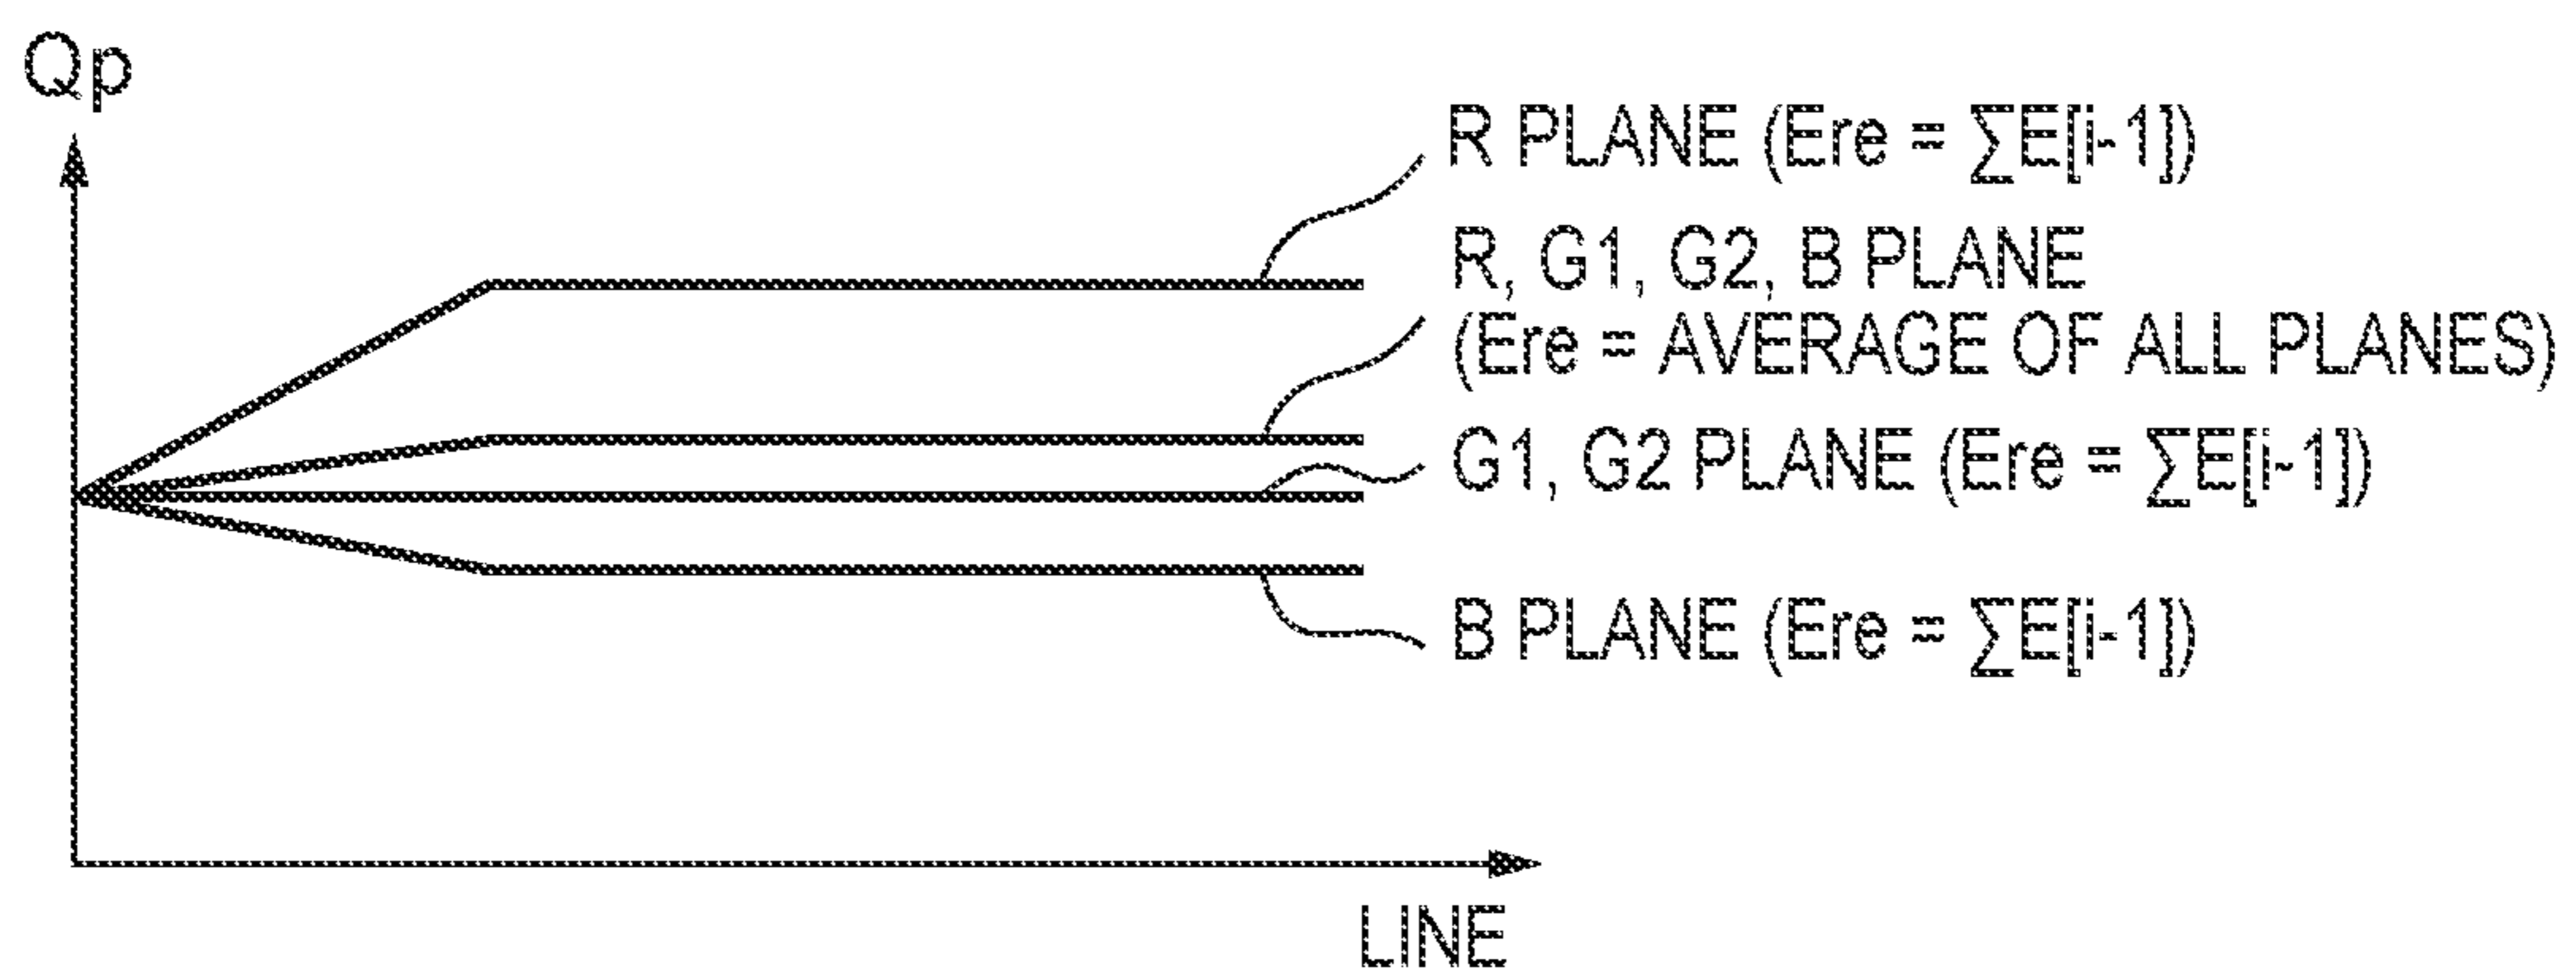 Qp
R PLANE (Ere = ∑E[i-1])
R, G1, G2, B PLANE
(Ere = AVERAGE OF ALL PLANES)
G1, G2 PLANE (Ere = ∑E[i-1])
B PLANE (Ere = ∑E[i-1])
LINE